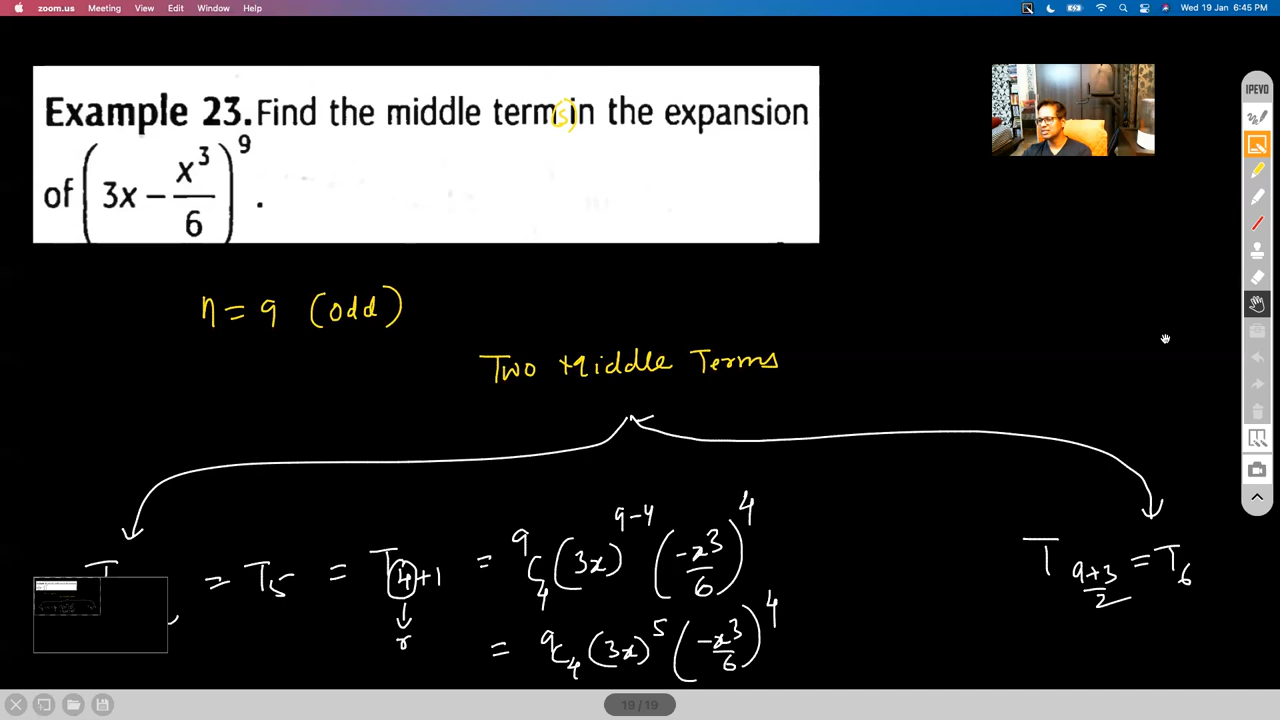 zoom.us Meeting View Edit Window Help Wed 19 Jan 6:45 PM
IPEVO
Example 23. Find the middle term(s) in the expansion
of (3x − x³/6)⁹.
n = 9 (odd)
Two Middle Terms
T = T₅ = T₄₊₁ = ⁹C₄ (3x)⁹⁻⁴ (−x³/6)⁴
T_(9+3)/2 = T₆
r
= ⁹C₄ (3x)⁵ (−x³/6)⁴
19 / 19